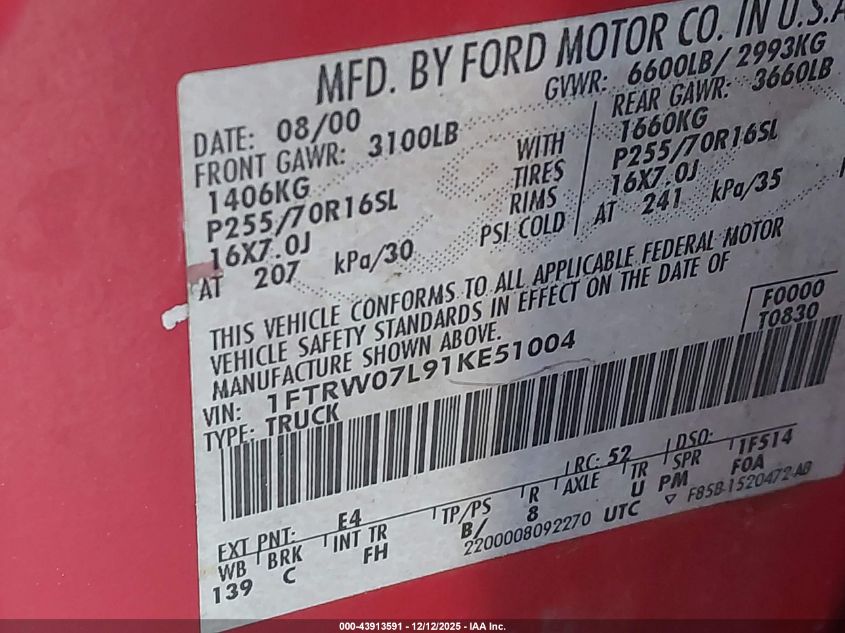 MFD. BY FORD MOTOR CO. IN U.S.A
DATE: 08/00 GVWR: 6600LB/ 2993KG
FRONT GAWR: 3100LB REAR GAWR: 3660LB
1406KG WITH 1660KG
P255/70R16SL TIRES P255/70R16SL
16X7.0J RIMS 16X7.0J
AT 207 kPa/30 PSI COLD AT 241 kPa/35
THIS VEHICLE CONFORMS TO ALL APPLICABLE FEDERAL MOTOR
VEHICLE SAFETY STANDARDS IN EFFECT ON THE DATE OF
MANUFACTURE SHOWN ABOVE.
F0000
VIN: 1FTRW07L91KE51004 T0830
TYPE: TRUCK
EXT PNT: E4 RC: 52 DSO:
WB BRK INT TR TP/PS R AXLE TR SPR 1F514
139 C FH B/ 8 U PM F0A
2200008092270 UTC ▽ F85B-1520472-AB
000-43913591 - 12/12/2025 - IAA Inc.